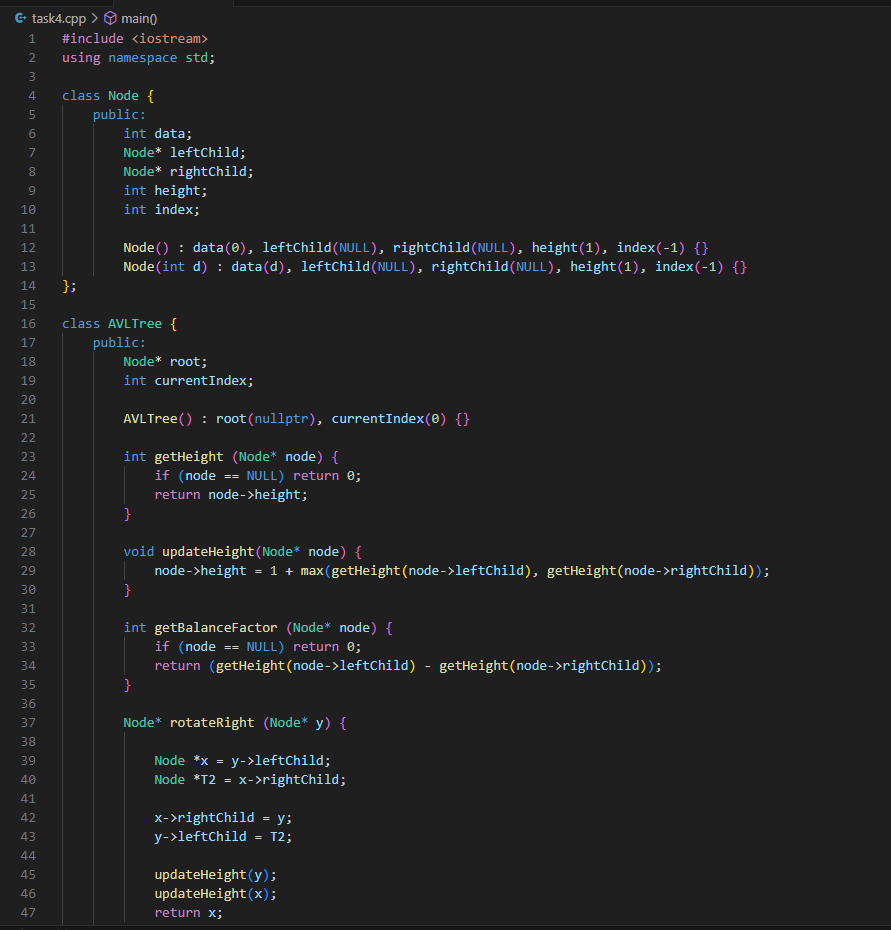 task4.cpp > main()
1 #include <iostream>
2 using namespace std;
3
4 class Node {
5     public:
6         int data;
7         Node* leftChild;
8         Node* rightChild;
9         int height;
10         int index;
11
12         Node() : data(0), leftChild(NULL), rightChild(NULL), height(1), index(-1) {}
13         Node(int d) : data(d), leftChild(NULL), rightChild(NULL), height(1), index(-1) {}
14 };
15
16 class AVLTree {
17     public:
18         Node* root;
19         int currentIndex;
20
21         AVLTree() : root(nullptr), currentIndex(0) {}
22
23         int getHeight (Node* node) {
24             if (node == NULL) return 0;
25             return node->height;
26         }
27
28         void updateHeight(Node* node) {
29             node->height = 1 + max(getHeight(node->leftChild), getHeight(node->rightChild));
30         }
31
32         int getBalanceFactor (Node* node) {
33             if (node == NULL) return 0;
34             return (getHeight(node->leftChild) - getHeight(node->rightChild));
35         }
36
37         Node* rotateRight (Node* y) {
38
39             Node *x = y->leftChild;
40             Node *T2 = x->rightChild;
41
42             x->rightChild = y;
43             y->leftChild = T2;
44
45             updateHeight(y);
46             updateHeight(x);
47             return x;